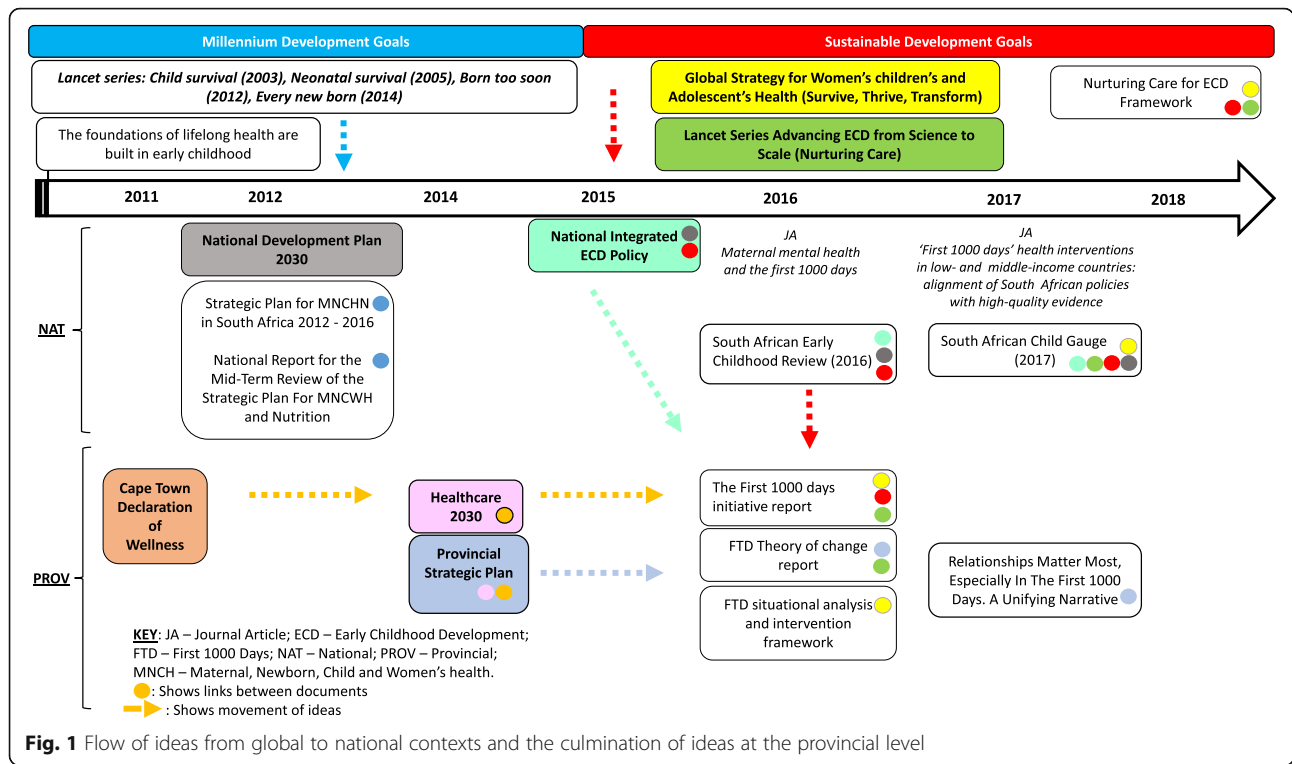 Millennium Development Goals
Sustainable Development Goals
Lancet series: Child survival (2003), Neonatal survival (2005), Born too soon
(2012), Every new born (2014)
The foundations of lifelong health are
built in early childhood
Global Strategy for Women's children's and
Adolescent's Health (Survive, Thrive, Transform)
Lancet Series Advancing ECD from Science to
Scale (Nurturing Care)
Nurturing Care for ECD
Framework
2011
2012
2014
2015
2016
2017
2018
NAT
National Development Plan
2030
Strategic Plan for MNCHN
in South Africa 2012 - 2016
National Report for the
Mid-Term Review of the
Strategic Plan For MNCWH
and Nutrition
National Integrated
ECD Policy
JA
Maternal mental health
and the first 1000 days
South African Early
Childhood Review (2016)
JA
'First 1000 days' health interventions
in low- and middle-income countries:
alignment of South African policies
with high-quality evidence
South African Child Gauge
(2017)
PROV
Cape Town
Declaration
of
Wellness
Healthcare
2030
Provincial
Strategic Plan
The First 1000 days
initiative report
FTD Theory of change
report
FTD situational analysis
and intervention
framework
Relationships Matter Most,
Especially In The First 1000
Days. A Unifying Narrative
KEY: JA – Journal Article; ECD – Early Childhood Development;
FTD – First 1000 Days; NAT – National; PROV – Provincial;
MNCH – Maternal, Newborn, Child and Women's health.
: Shows links between documents
: Shows movement of ideas
Fig. 1 Flow of ideas from global to national contexts and the culmination of ideas at the provincial level